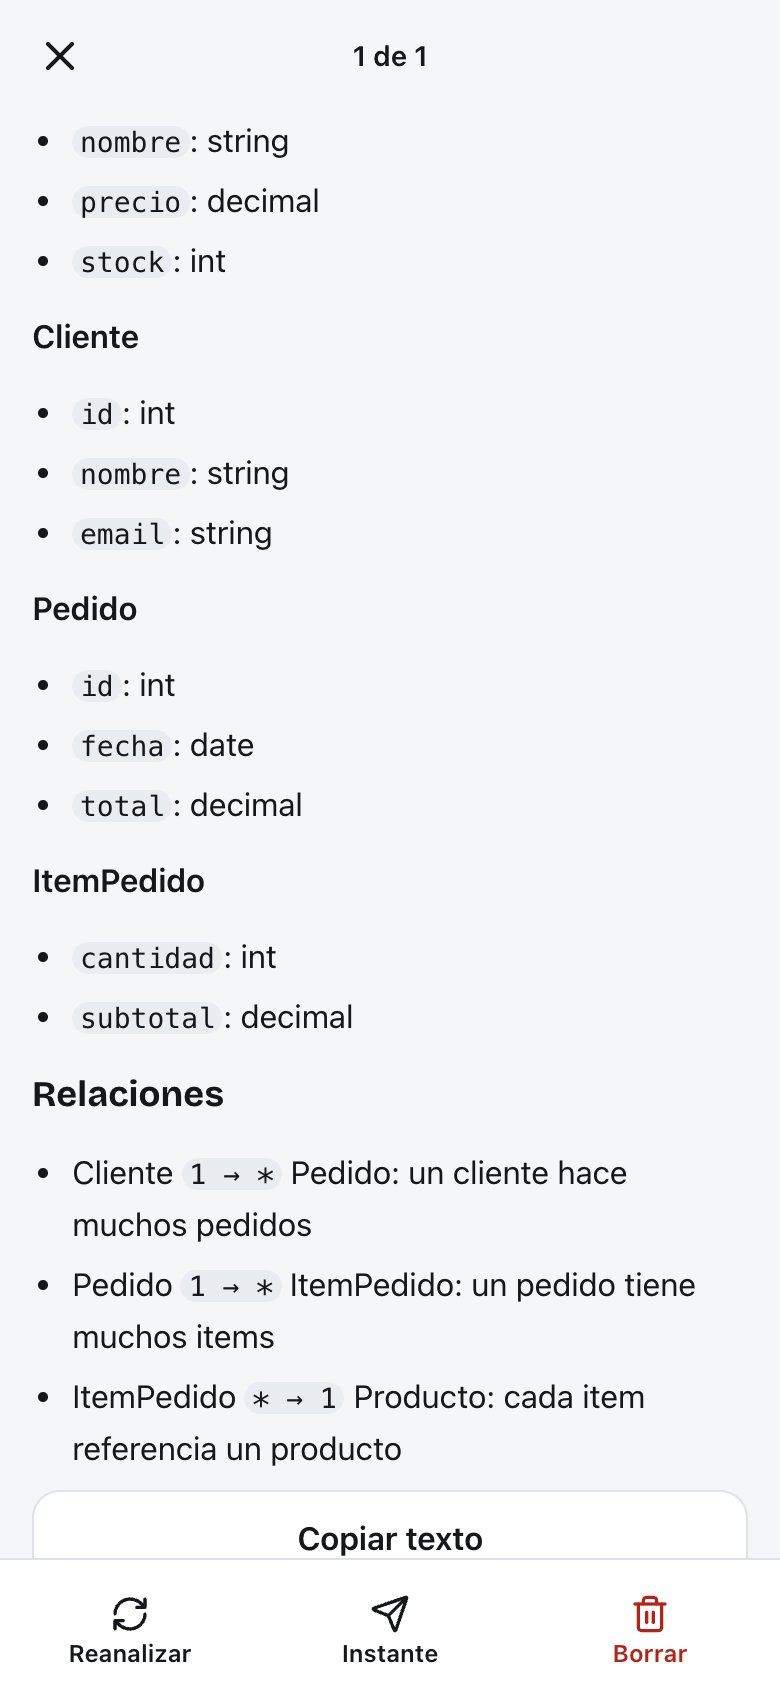 1 de 1
• nombre: string
• precio: decimal
• stock: int
Cliente
• id: int
• nombre: string
• email: string
Pedido
• id: int
• fecha: date
• total: decimal
ItemPedido
• cantidad: int
• subtotal: decimal
Relaciones
• Cliente 1 → * Pedido: un cliente hace
muchos pedidos
• Pedido 1 → * ItemPedido: un pedido tiene
muchos items
• ItemPedido * → 1 Producto: cada item
referencia un producto
Copiar texto
Reanalizar
Instante
Borrar